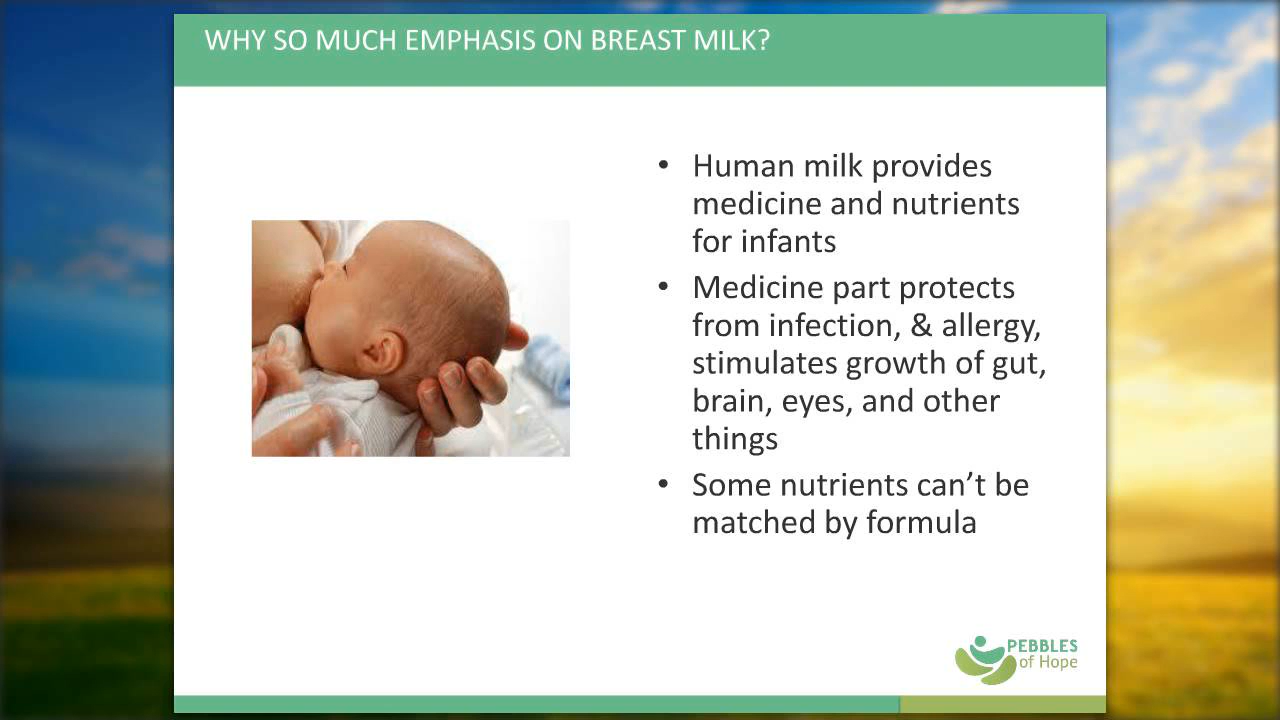 WHY SO MUCH EMPHASIS ON BREAST MILK?
• Human milk provides
medicine and nutrients
for infants
• Medicine part protects
from infection, & allergy,
stimulates growth of gut,
brain, eyes, and other
things
• Some nutrients can’t be
matched by formula
PEBBLES
of Hope